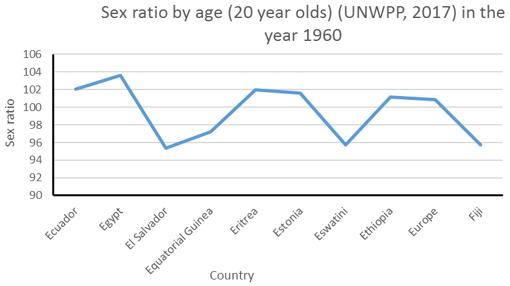 Sex ratio by age (20 year olds) (UNWPP, 2017) in the
year 1960
106
104
102
100
98
96
94
92
90
Sex ratio
Ecuador
Egypt
El Salvador
Equatorial Guinea
Eritrea
Estonia
Eswatini
Ethiopia
Europe
Fiji
Country